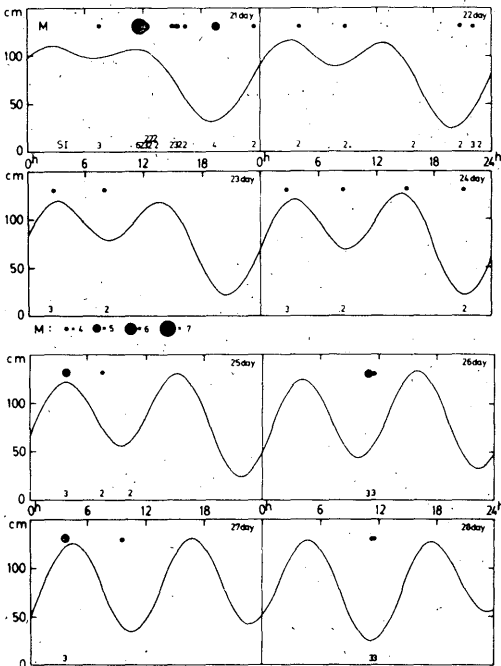 cm
150
100
50
0
M
21day
22day
SI 3 2 4 2 2 2. 2 2 3 2
0h 6 12 18 0h 6 12 18 24h
cm
100
50
0
23day
24day
3 2 3 2 2
M : • = 4 • = 5 • = 6 • = 7
100
50
0
25day
26day
3 2 2 33
0h 6 12 18 0h 6 12 18 24h
cm
100
50
0
27day
28day
3 33